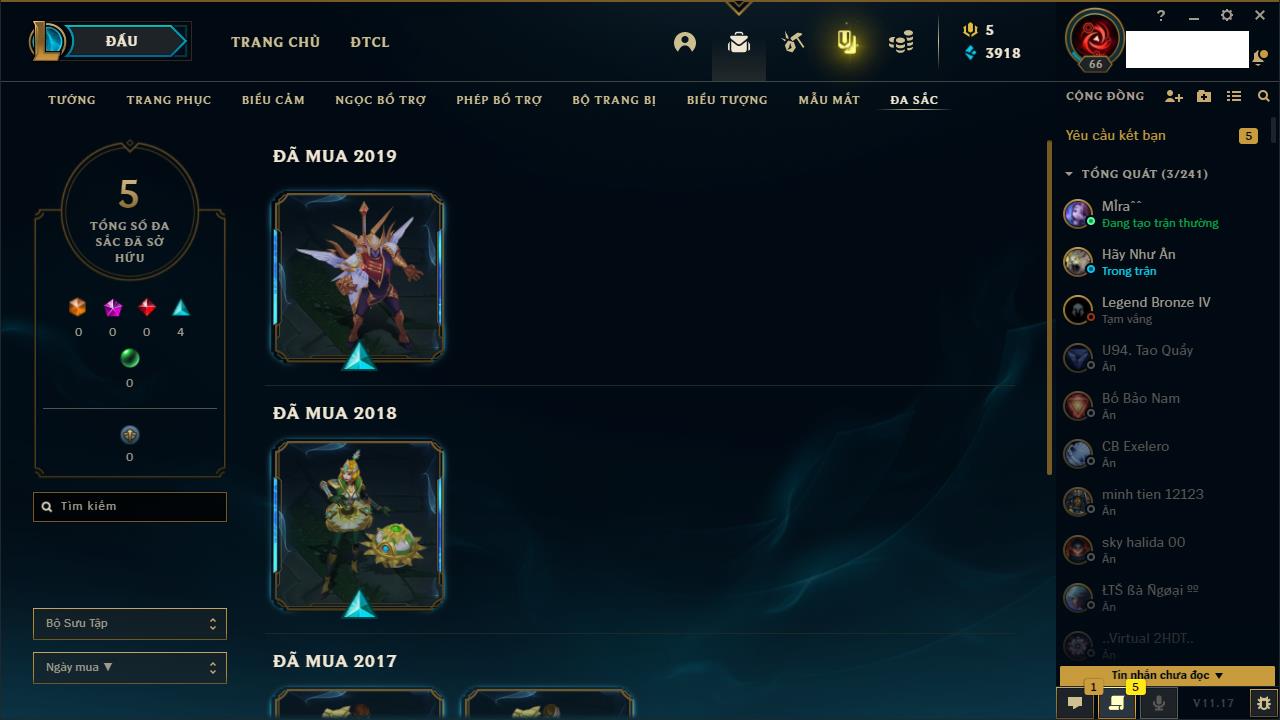 ĐẤU
TRANG CHỦ
ĐTCL
5
3918
66
TƯỚNG
TRANG PHỤC
BIỂU CẢM
NGỌC BỔ TRỢ
PHÉP BỔ TRỢ
BỘ TRANG BỊ
BIỂU TƯỢNG
MẪU MẮT
ĐA SẮC
5
TỔNG SỐ ĐA
SẮC ĐÃ SỞ
HỮU
0
0
0
4
0
0
Tìm kiếm
Bộ Sưu Tập
Ngày mua ▼
ĐÃ MUA 2019
ĐÃ MUA 2018
ĐÃ MUA 2017
CỘNG ĐỒNG
Yêu cầu kết bạn
5
TỔNG QUÁT (3/241)
MỈraˆˆ
Đang tạo trận thường
Hãy Như Ẩn
Trong trận
Legend Bronze IV
Tạm vắng
U94. Tao Quẩy
Ẩn
Bố Bảo Nam
Ẩn
CB Exelero
Ẩn
minh tien 12123
Ẩn
sky halida 00
Ẩn
ŁTŠ ßà Ñgøại ºº
Ẩn
..Virtual 2HDT..
Ẩn
Tin nhắn chưa đọc ▼
1
5
V11.17